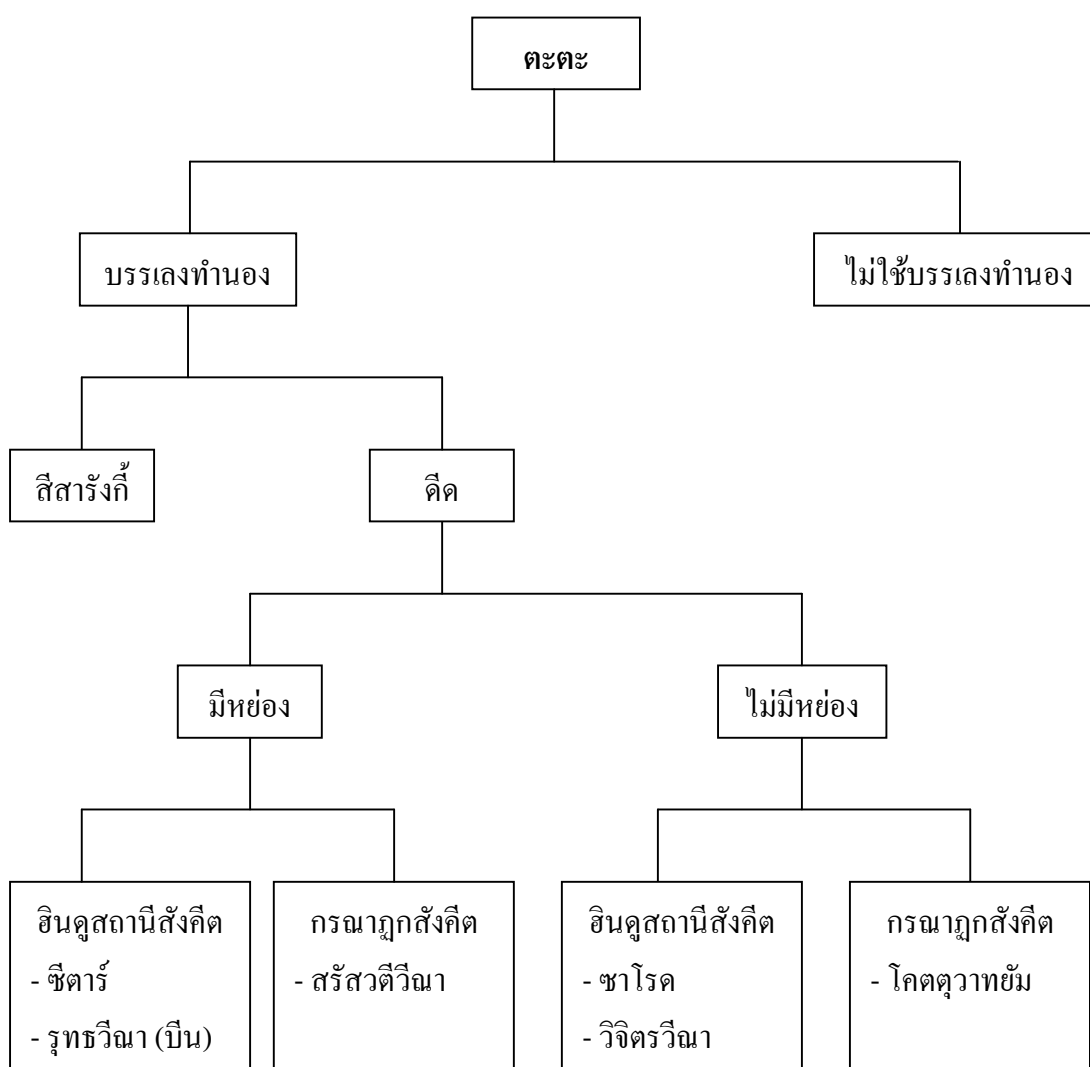 ตะตะ
บรรเลงทำนอง
ไม่ใช้บรรเลงทำนอง
สีสารังกี้
ดีด
มีหย่อง
ไม่มีหย่อง
ฮินดูสถานีสังคีต
- ซีตาร์
- รุทธวีณา (บีน)
กรณาฏกสังคีต
- สรัสวตีวีณา
ฮินดูสถานีสังคีต
- ซาโรด
- วิจิตรวีณา
กรณาฏกสังคีต
- โคตตุวาทยัม